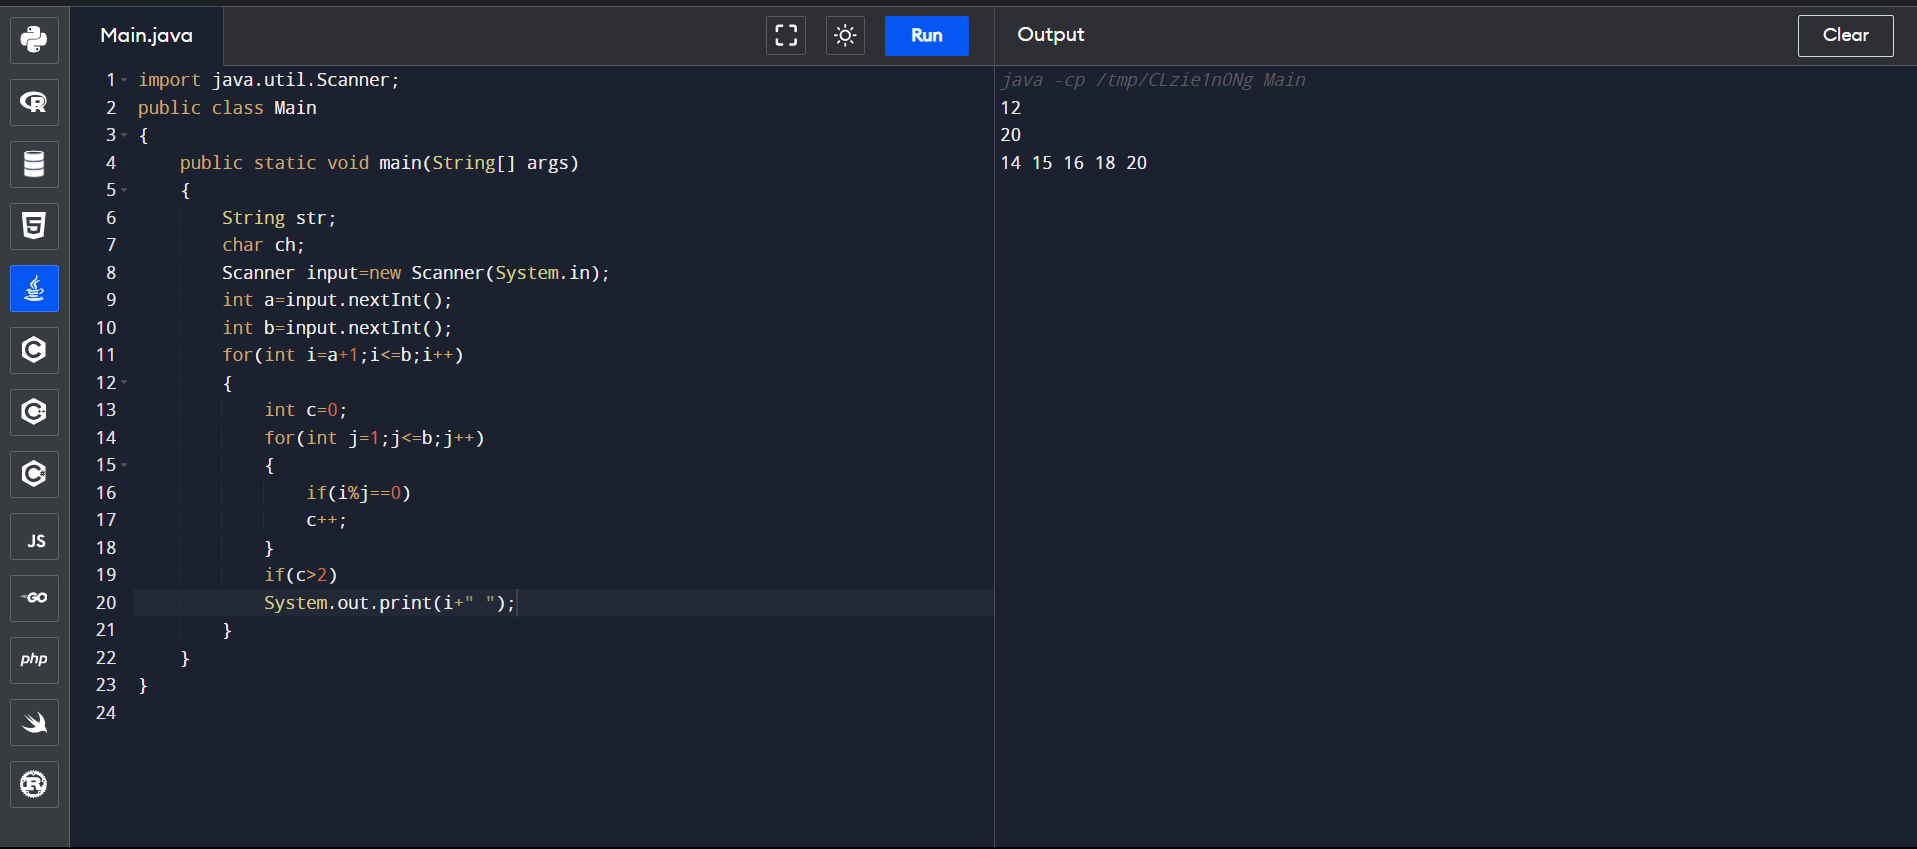 Main.java
Run
1 import java.util.Scanner;
2 public class Main
3 {
4     public static void main(String[] args)
5     {
6         String str;
7         char ch;
8         Scanner input=new Scanner(System.in);
9         int a=input.nextInt();
10         int b=input.nextInt();
11         for(int i=a+1;i<=b;i++)
12         {
13             int c=0;
14             for(int j=1;j<=b;j++)
15             {
16                 if(i%j==0)
17                 c++;
18             }
19             if(c>2)
20             System.out.print(i+" ");
21         }
22     }
23 }
24
Output
Clear
java -cp /tmp/CLzie1nONg Main
12
20
14 15 16 18 20
R
5
C
C++
C#
JS
GO
php
R